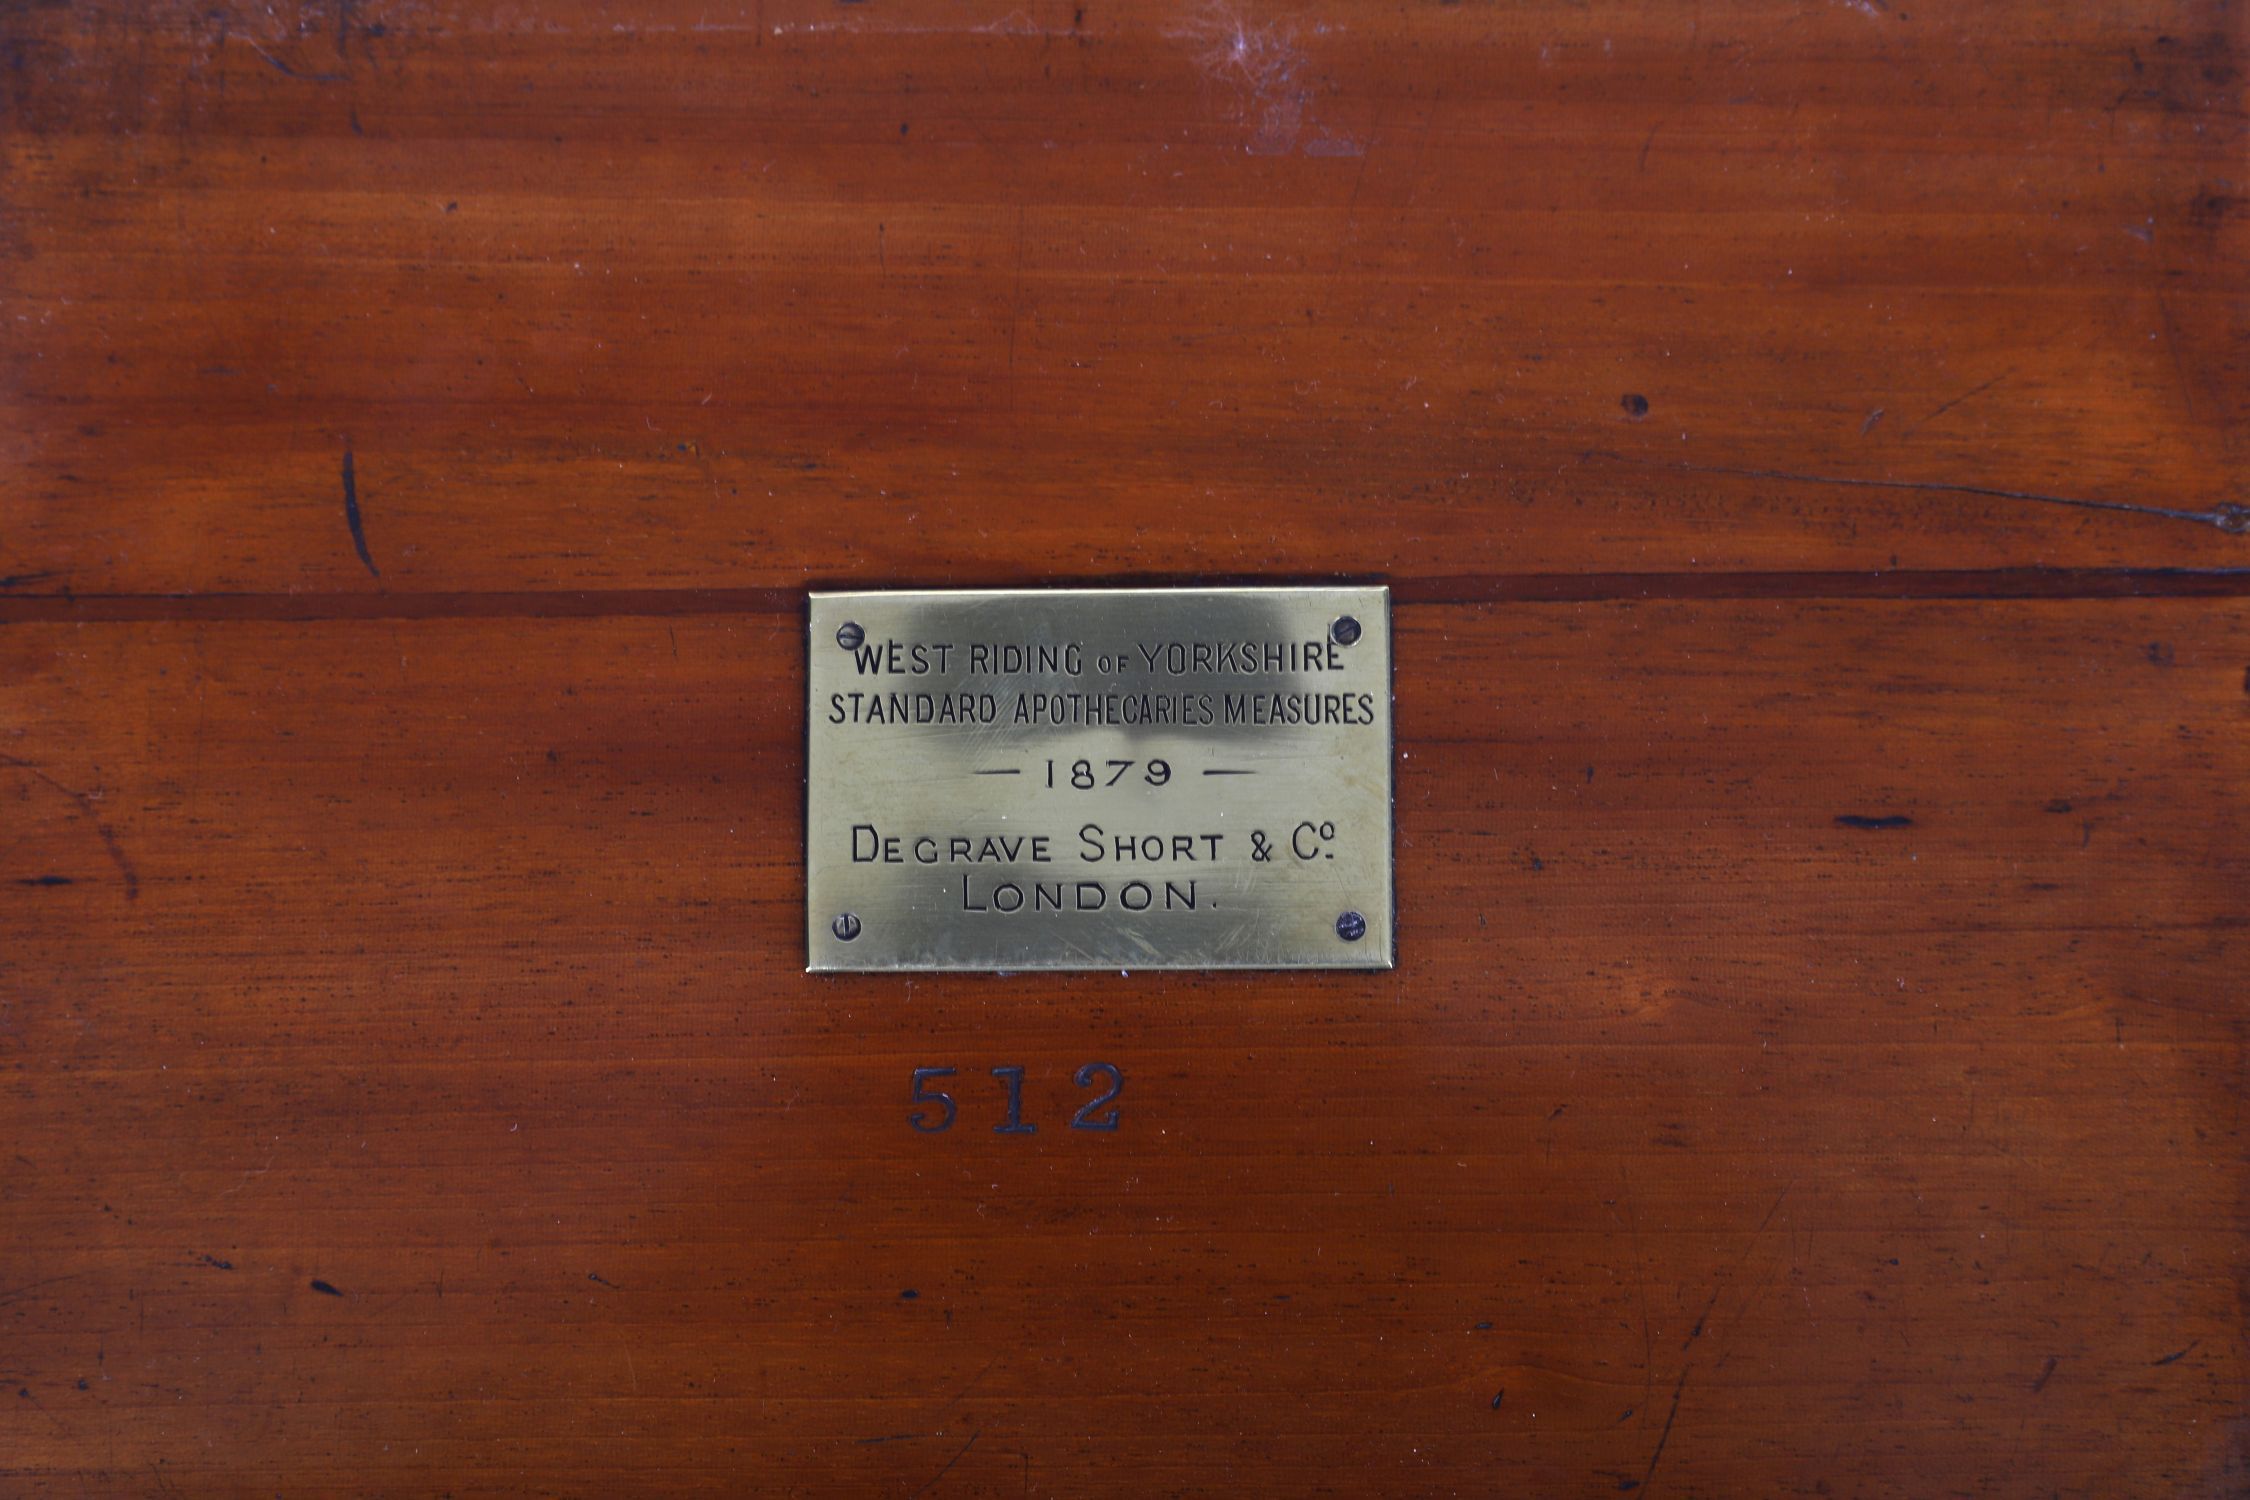 WEST RIDING OF YORKSHIRE
STANDARD APOTHECARIES MEASURES
— 1879 —
DEGRAVE SHORT & Cº
LONDON.
512